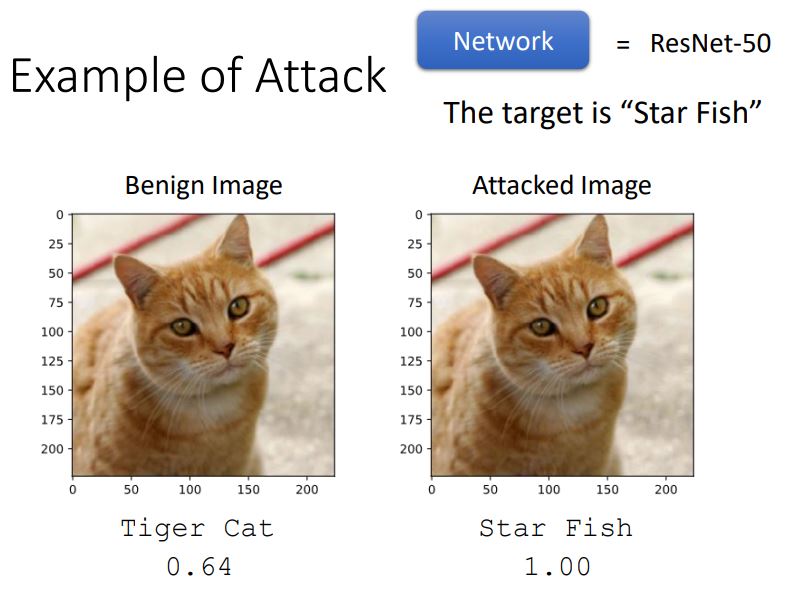 Example of Attack
Network = ResNet-50
The target is “Star Fish”
Benign Image
Attacked Image
0
25
50
75
100
125
150
175
200
0 50 100 150 200
0
25
50
75
100
125
150
175
200
0 50 100 150 200
Tiger Cat
0.64
Star Fish
1.00